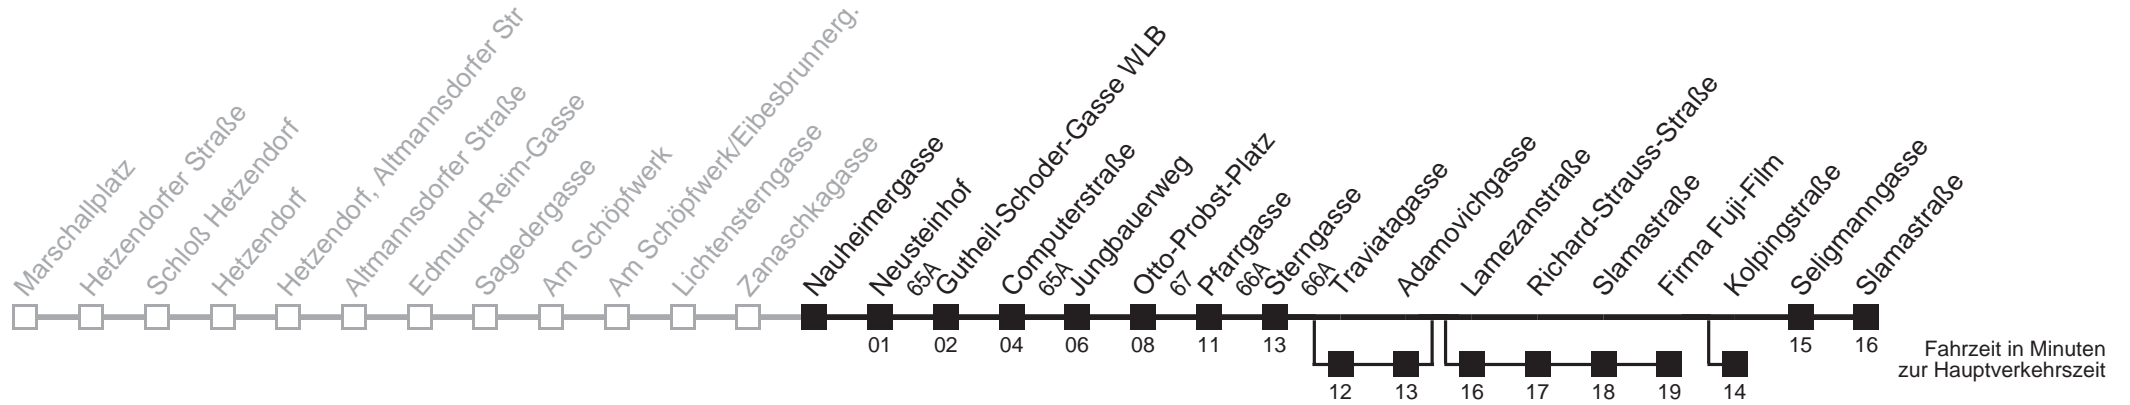 Marschallplatz
Hetzendorfer Straße
Schloß Hetzendorf
Hetzendorf
Hetzendorf, Altmannsdorfer Str
Altmannsdorfer Straße
Edmund-Reim-Gasse
Sagedergasse
Am Schöpfwerk
Am Schöpfwerk/Eibesbrunnerg.
Lichtensterngasse
Zanaschkagasse
Nauheimergasse
Neusteinhof
65A
Gutheil-Schoder-Gasse WLB
Computerstraße
65A
Jungbauerweg
Otto-Probst-Platz
67
Pfarrgasse
66A
Sterngasse
66A
Traviatagasse
Adamovichgasse
Lamezanstraße
Richard-Strauss-Straße
Slamastraße
Firma Fuji-Film
Kolpingstraße
Seligmanngasse
Slamastraße
01 02 04 06 08 11 13 15 16
12 13 16 17 18 19 14
Fahrzeit in Minuten
zur Hauptverkehrszeit